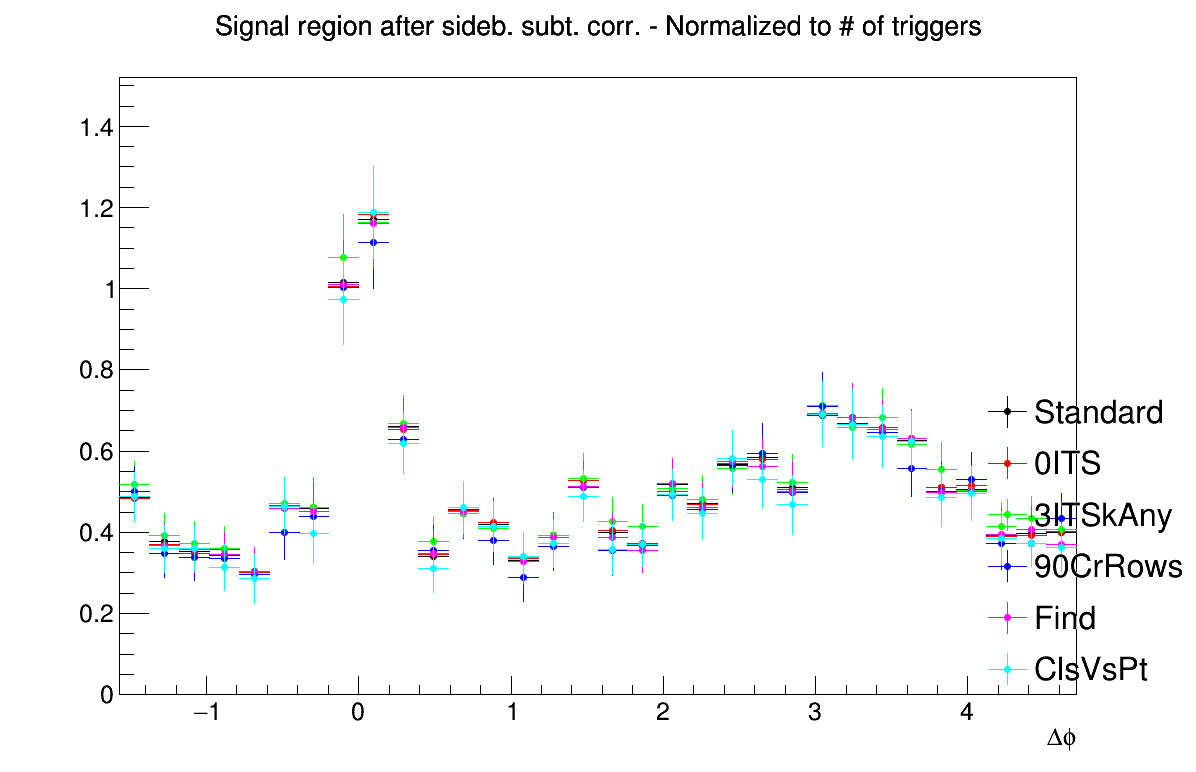 Signal region after sideb. subt. corr. - Normalized to # of triggers
1.4
1.2
1
0.8
0.6
0.4
0.2
0
Standard
0ITS
3ITSkAny
90CrRows
Find
ClsVsPt
−1 0 1 2 3 4
Δϕ